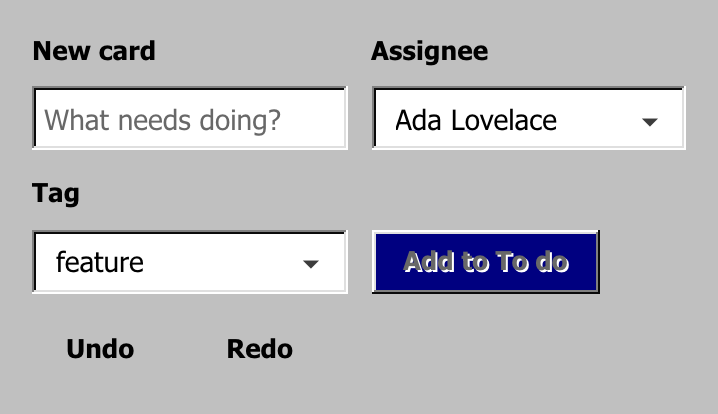 New card
Assignee
What needs doing?
Ada Lovelace
Tag
feature
Add to To do
Undo
Redo